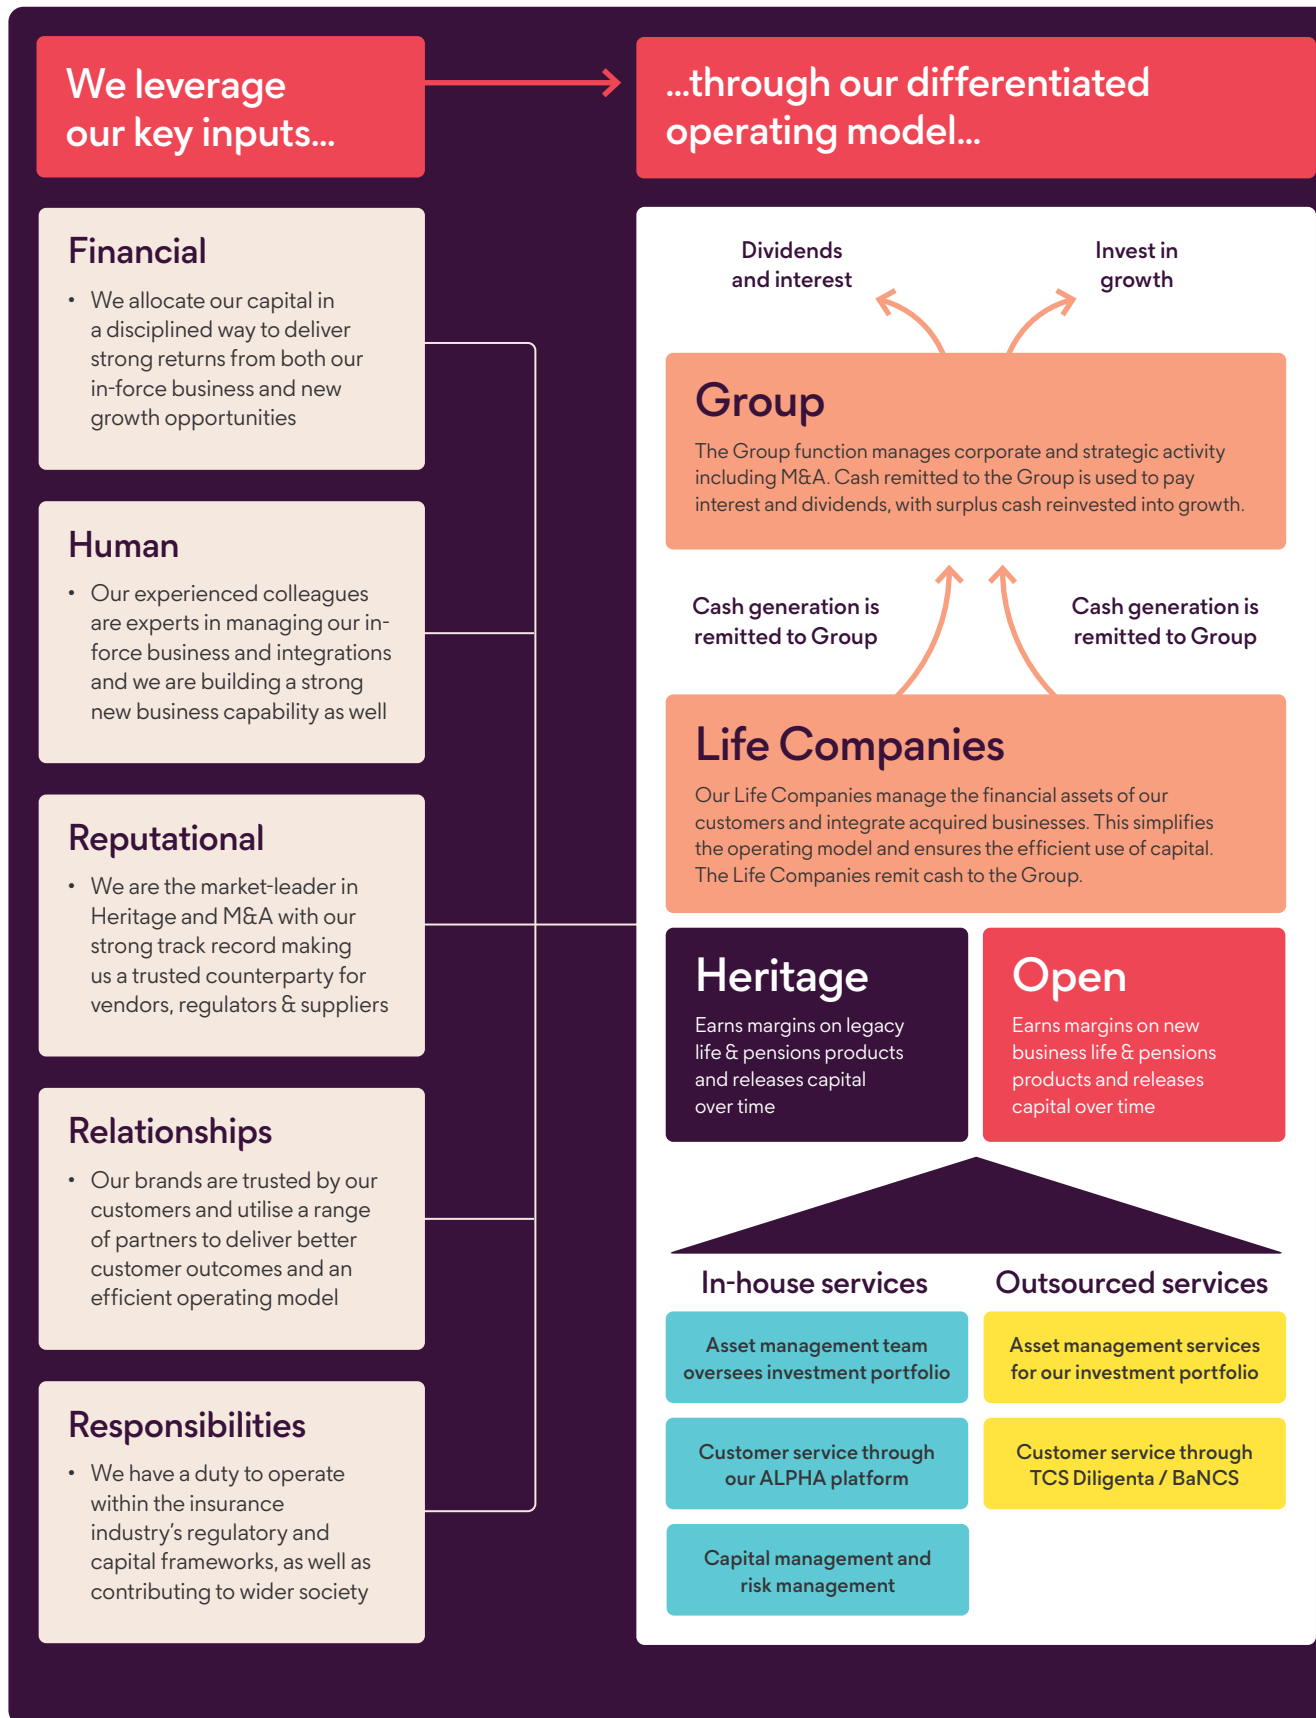 We leverage
our key inputs...
...through our differentiated
operating model...
Financial
• We allocate our capital in
a disciplined way to deliver
strong returns from both our
in-force business and new
growth opportunities
Human
• Our experienced colleagues
are experts in managing our in-
force business and integrations
and we are building a strong
new business capability as well
Reputational
• We are the market-leader in
Heritage and M&A with our
strong track record making
us a trusted counterparty for
vendors, regulators & suppliers
Relationships
• Our brands are trusted by our
customers and utilise a range
of partners to deliver better
customer outcomes and an
efficient operating model
Responsibilities
• We have a duty to operate
within the insurance
industry's regulatory and
capital frameworks, as well as
contributing to wider society
Dividends
and interest
Invest in
growth
Group
The Group function manages corporate and strategic activity
including M&A. Cash remitted to the Group is used to pay
interest and dividends, with surplus cash reinvested into growth.
Cash generation is
remitted to Group
Cash generation is
remitted to Group
Life Companies
Our Life Companies manage the financial assets of our
customers and integrate acquired businesses. This simplifies
the operating model and ensures the efficient use of capital.
The Life Companies remit cash to the Group.
Heritage
Earns margins on legacy
life & pensions products
and releases capital
over time
Open
Earns margins on new
business life & pensions
products and releases
capital over time
In-house services
Asset management team
oversees investment portfolio
Customer service through
our ALPHA platform
Capital management and
risk management
Outsourced services
Asset management services
for our investment portfolio
Customer service through
TCS Diligenta / BaNCS